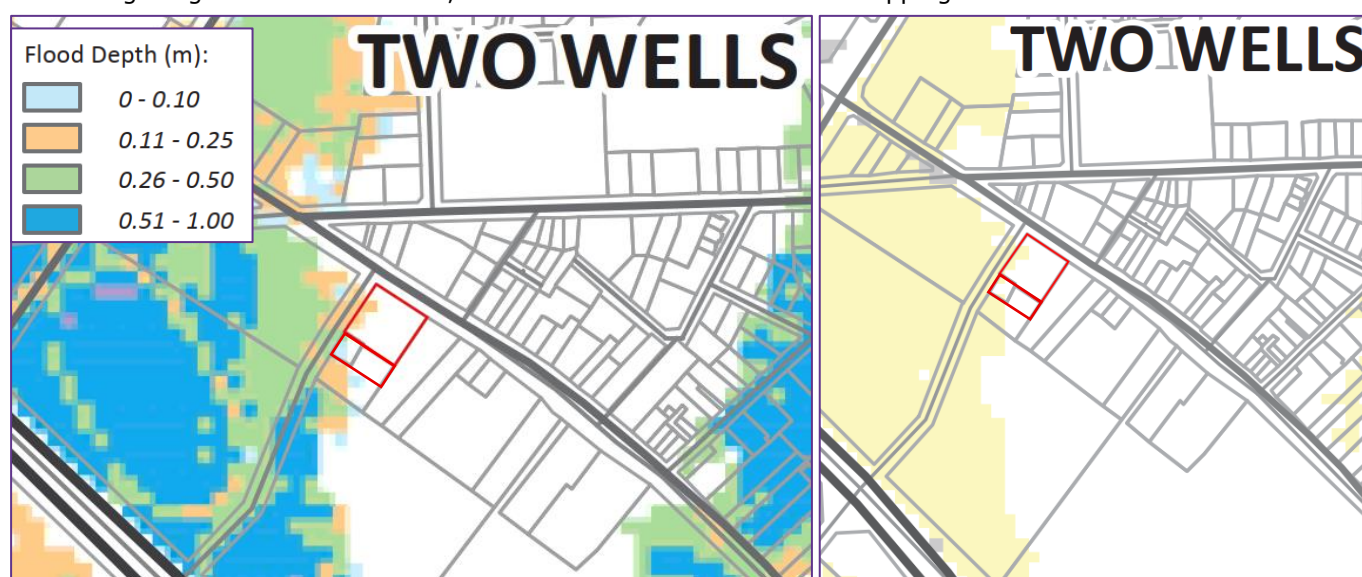 TWO WELLS
Flood Depth (m):
0 - 0.10
0.11 - 0.25
0.26 - 0.50
0.51 - 1.00
TWO WELLS